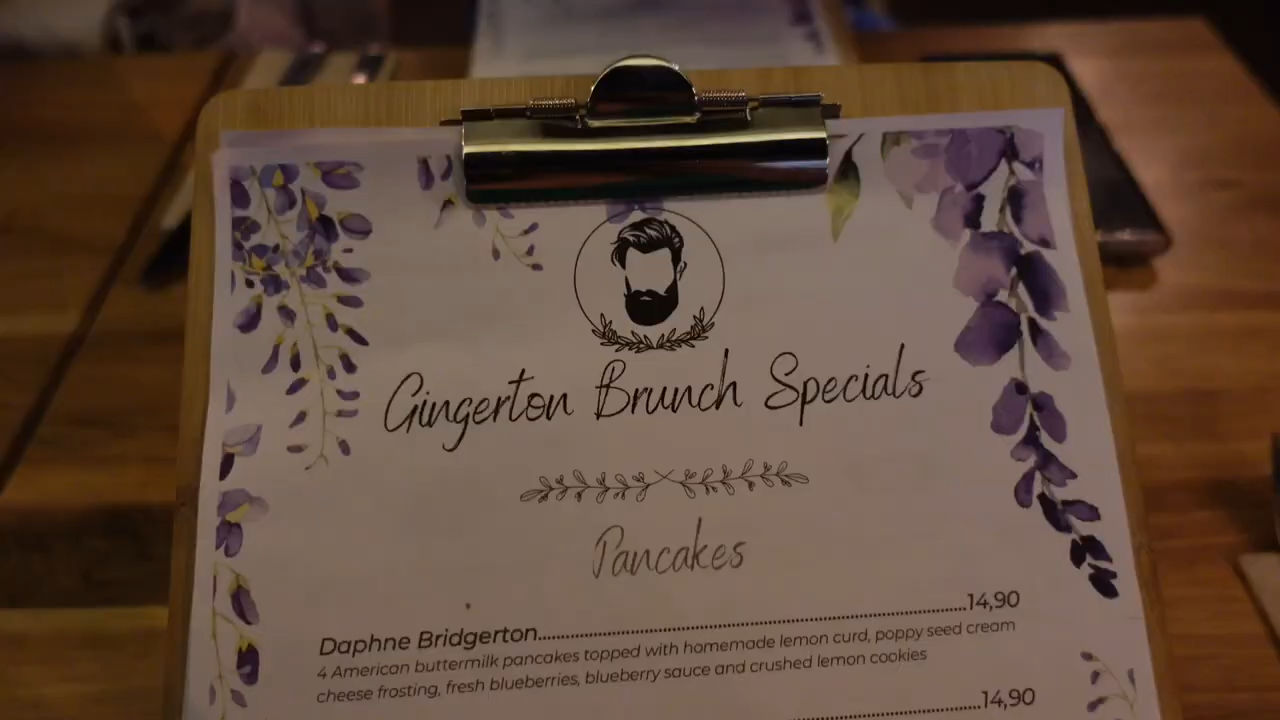 Gingerton Brunch Specials
Pancakes
Daphne Bridgerton...............................................................................14,90
4 American buttermilk pancakes topped with homemade lemon curd, poppy seed cream
cheese frosting, fresh blueberries, blueberry sauce and crushed lemon cookies
...................................14,90